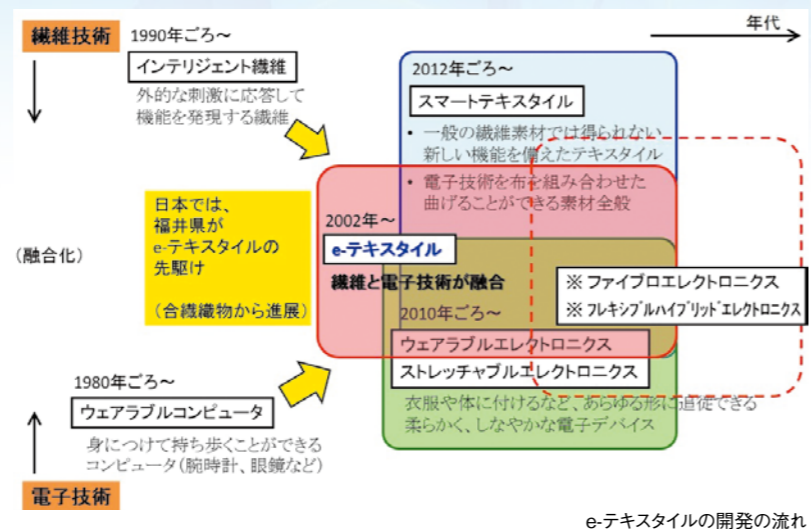 繊維技術
1990年ごろ～
インテリジェント繊維
外的な刺激に応答して
機能を発現する繊維
年代
2012年ごろ～
スマートテキスタイル
• 一般の繊維素材では得られない
新しい機能を備えたテキスタイル
• 電子技術を布を組み合わせた
曲げることができる素材全般
(融合化)
日本では、
福井県が
e-テキスタイルの
先駆け
(合繊織物から進展)
2002年～
e-テキスタイル
繊維と電子技術が融合
※ ファイブロエレクトロニクス
※ フレキシブルハイブリッドエレクトロニクス
2010年ごろ～
ウェアラブルエレクトロニクス
ストレッチャブルエレクトロニクス
衣服や体に付けるなど、あらゆる形に追従できる
柔らかく、しなやかな電子デバイス
1980年ごろ～
ウェアラブルコンピュータ
身につけて持ち歩くことができる
コンピュータ(腕時計、眼鏡など)
電子技術
e-テキスタイルの開発の流れ